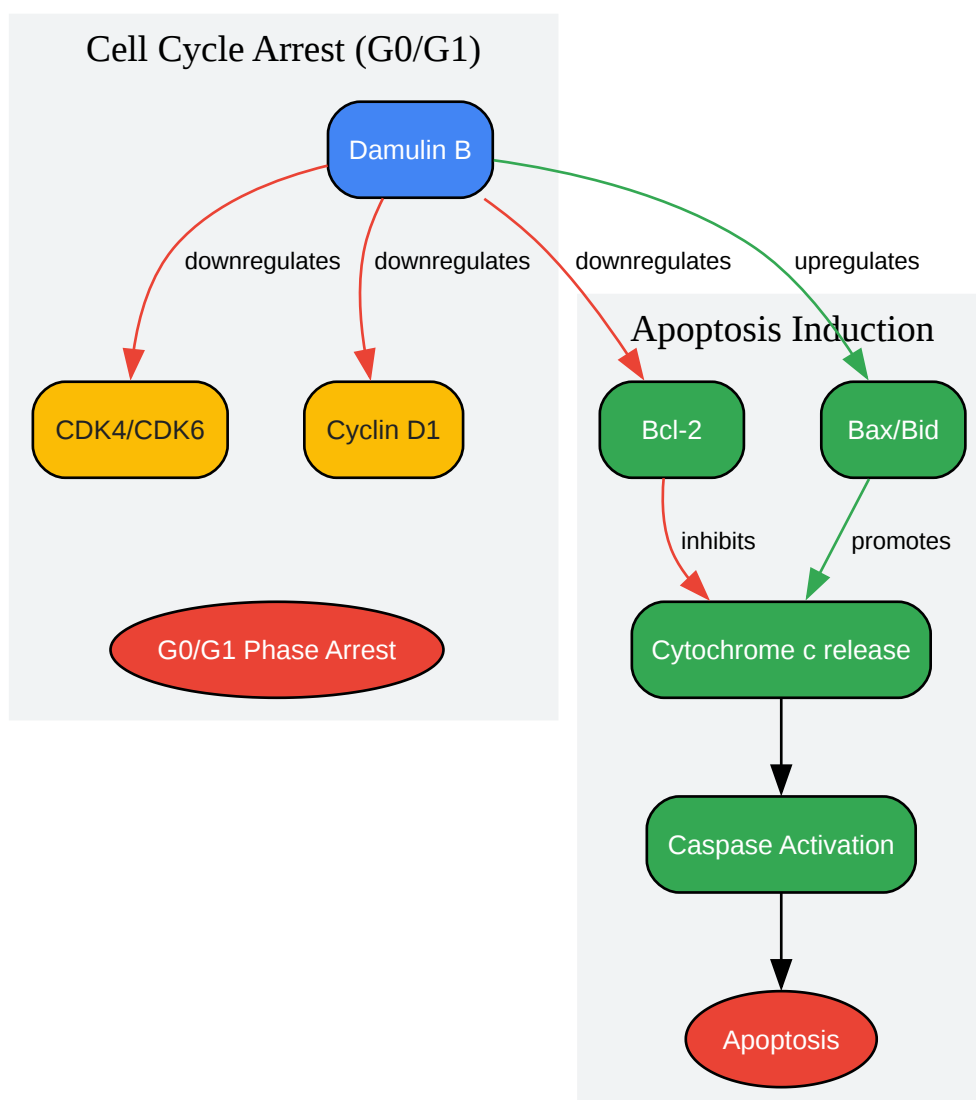 Cell Cycle Arrest (G0/G1)
Damulin B
downregulates
downregulates
downregulates
upregulates
Apoptosis Induction
CDK4/CDK6
Cyclin D1
Bcl-2
Bax/Bid
inhibits
promotes
G0/G1 Phase Arrest
Cytochrome c release
Caspase Activation
Apoptosis